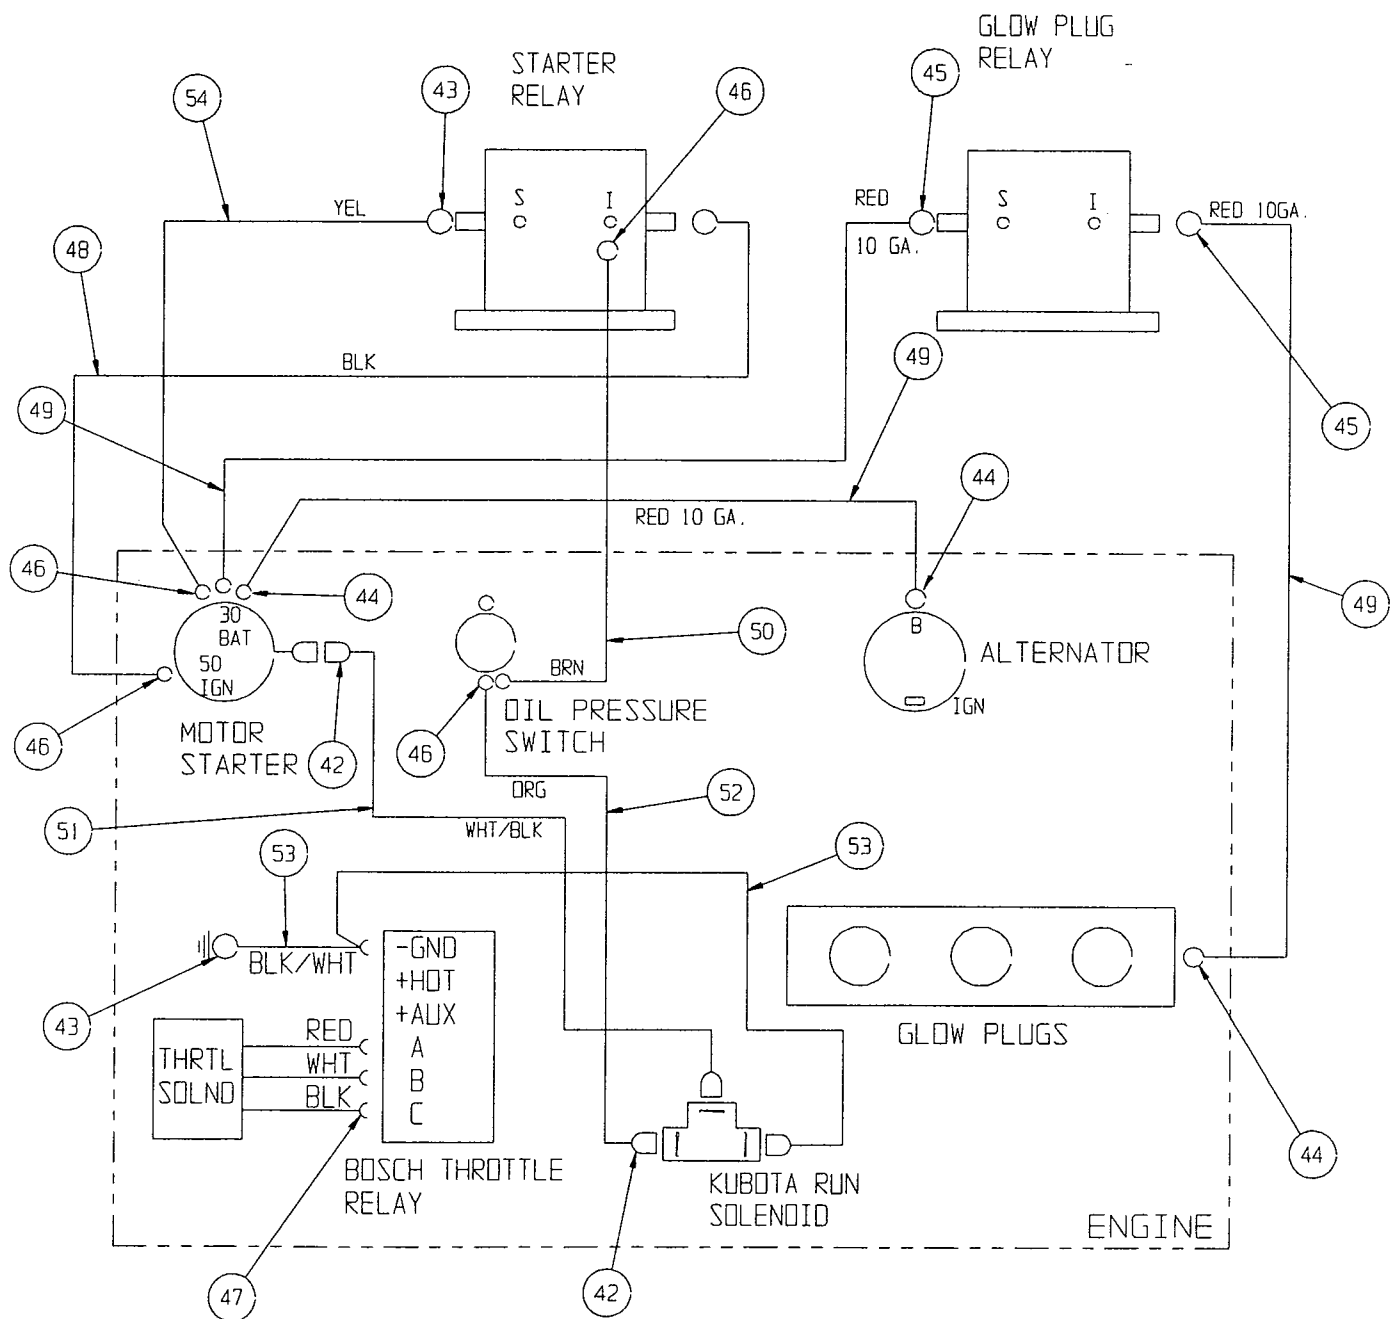 GLOW PLUG
RELAY
STARTER
RELAY
54
43
46
45
S
I
S
I
YEL
RED
10 GA.
RED 10GA.
48
BLK
49
49
45
44
RED 10 GA.
46
44
49
30
BAT
50
IGN
50
BRN
B
ALTERNATOR
IGN
46
MOTOR
STARTER
42
46
OIL PRESSURE
SWITCH
ORG
52
51
WHT/BLK
53
53
-GND
BLK/WHT
+HOT
+AUX
43
THRTL
SOLND
RED
A
WHT
B
BLK
C
GLOW PLUGS
44
BOSCH THROTTLE
RELAY
KUBOTA RUN
SOLENOID
ENGINE
47
42